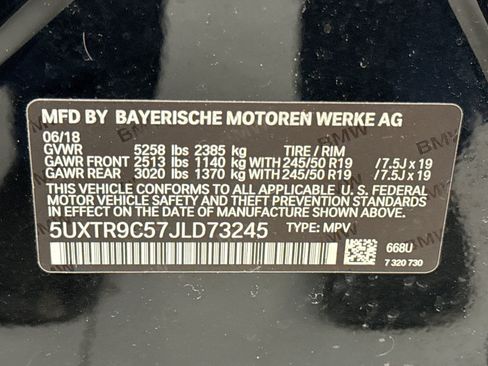 MFD BY BAYERISCHE MOTOREN WERKE AG
06/18
GVWR 5258 lbs 2385 kg TIRE / RIM
GAWR FRONT 2513 lbs 1140 kg WITH 245/50 R19 / 7.5J x 19
GAWR REAR 3020 lbs 1370 kg WITH 245/50 R19 / 7.5J x 19
THIS VEHICLE CONFORMS TO ALL APPLICABLE U. S. FEDERAL
MOTOR VEHICLE SAFETY AND THEFT PREVENTION STANDARDS
IN EFFECT ON THE DATE OF MANUFACTURE SHOWN ABOVE.
5UXTR9C57JLD73245 TYPE: MPV
668U
7 320 730